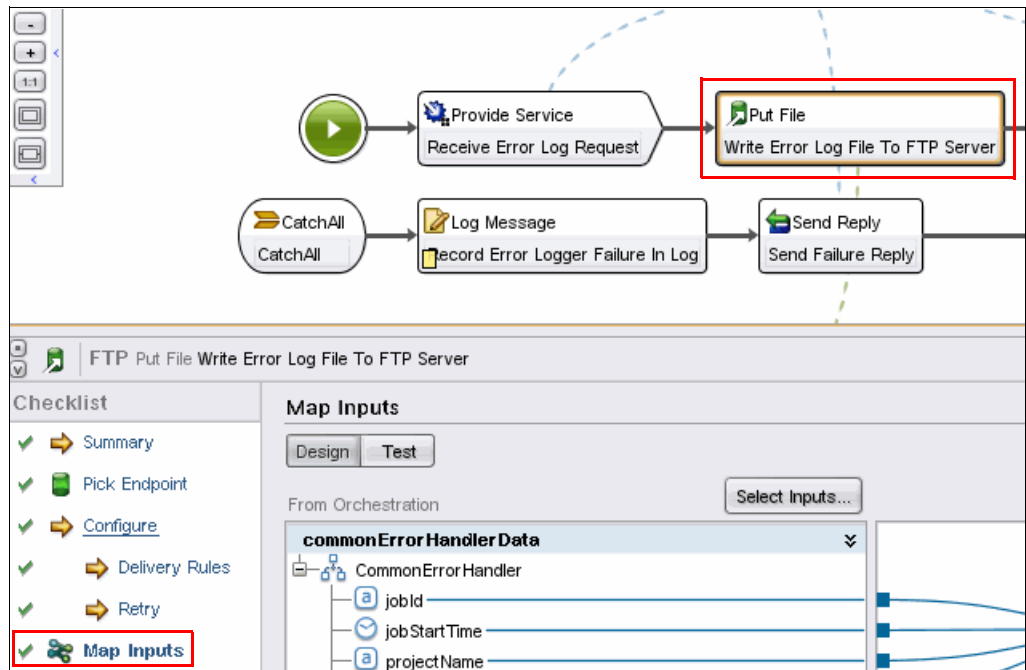 -
+
1:1
Provide Service
Receive Error Log Request
Put File
Write Error Log File To FTP Server
CatchAll
CatchAll
Log Message
Record Error Logger Failure In Log
Send Reply
Send Failure Reply
FTP Put File Write Error Log File To FTP Server
Checklist
Summary
Pick Endpoint
Configure
Delivery Rules
Retry
Map Inputs
Map Inputs
Design
Test
From Orchestration
Select Inputs...
commonErrorHandlerData
CommonErrorHandler
a jobId
jobStartTime
a projectName